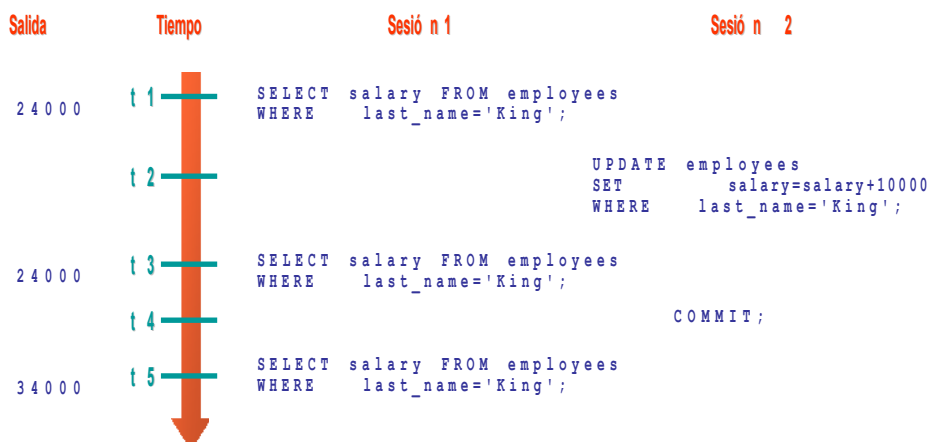 Salida Tiempo Sesió n 1 Sesió n 2
t 1 SELECT salary FROM employees
24000 WHERE last_name='King';
t 2 UPDATE employees
SET salary=salary+10000
WHERE last_name='King';
t 3 SELECT salary FROM employees
24000 WHERE last_name='King';
t 4 COMMIT;
t 5 SELECT salary FROM employees
34000 WHERE last_name='King';